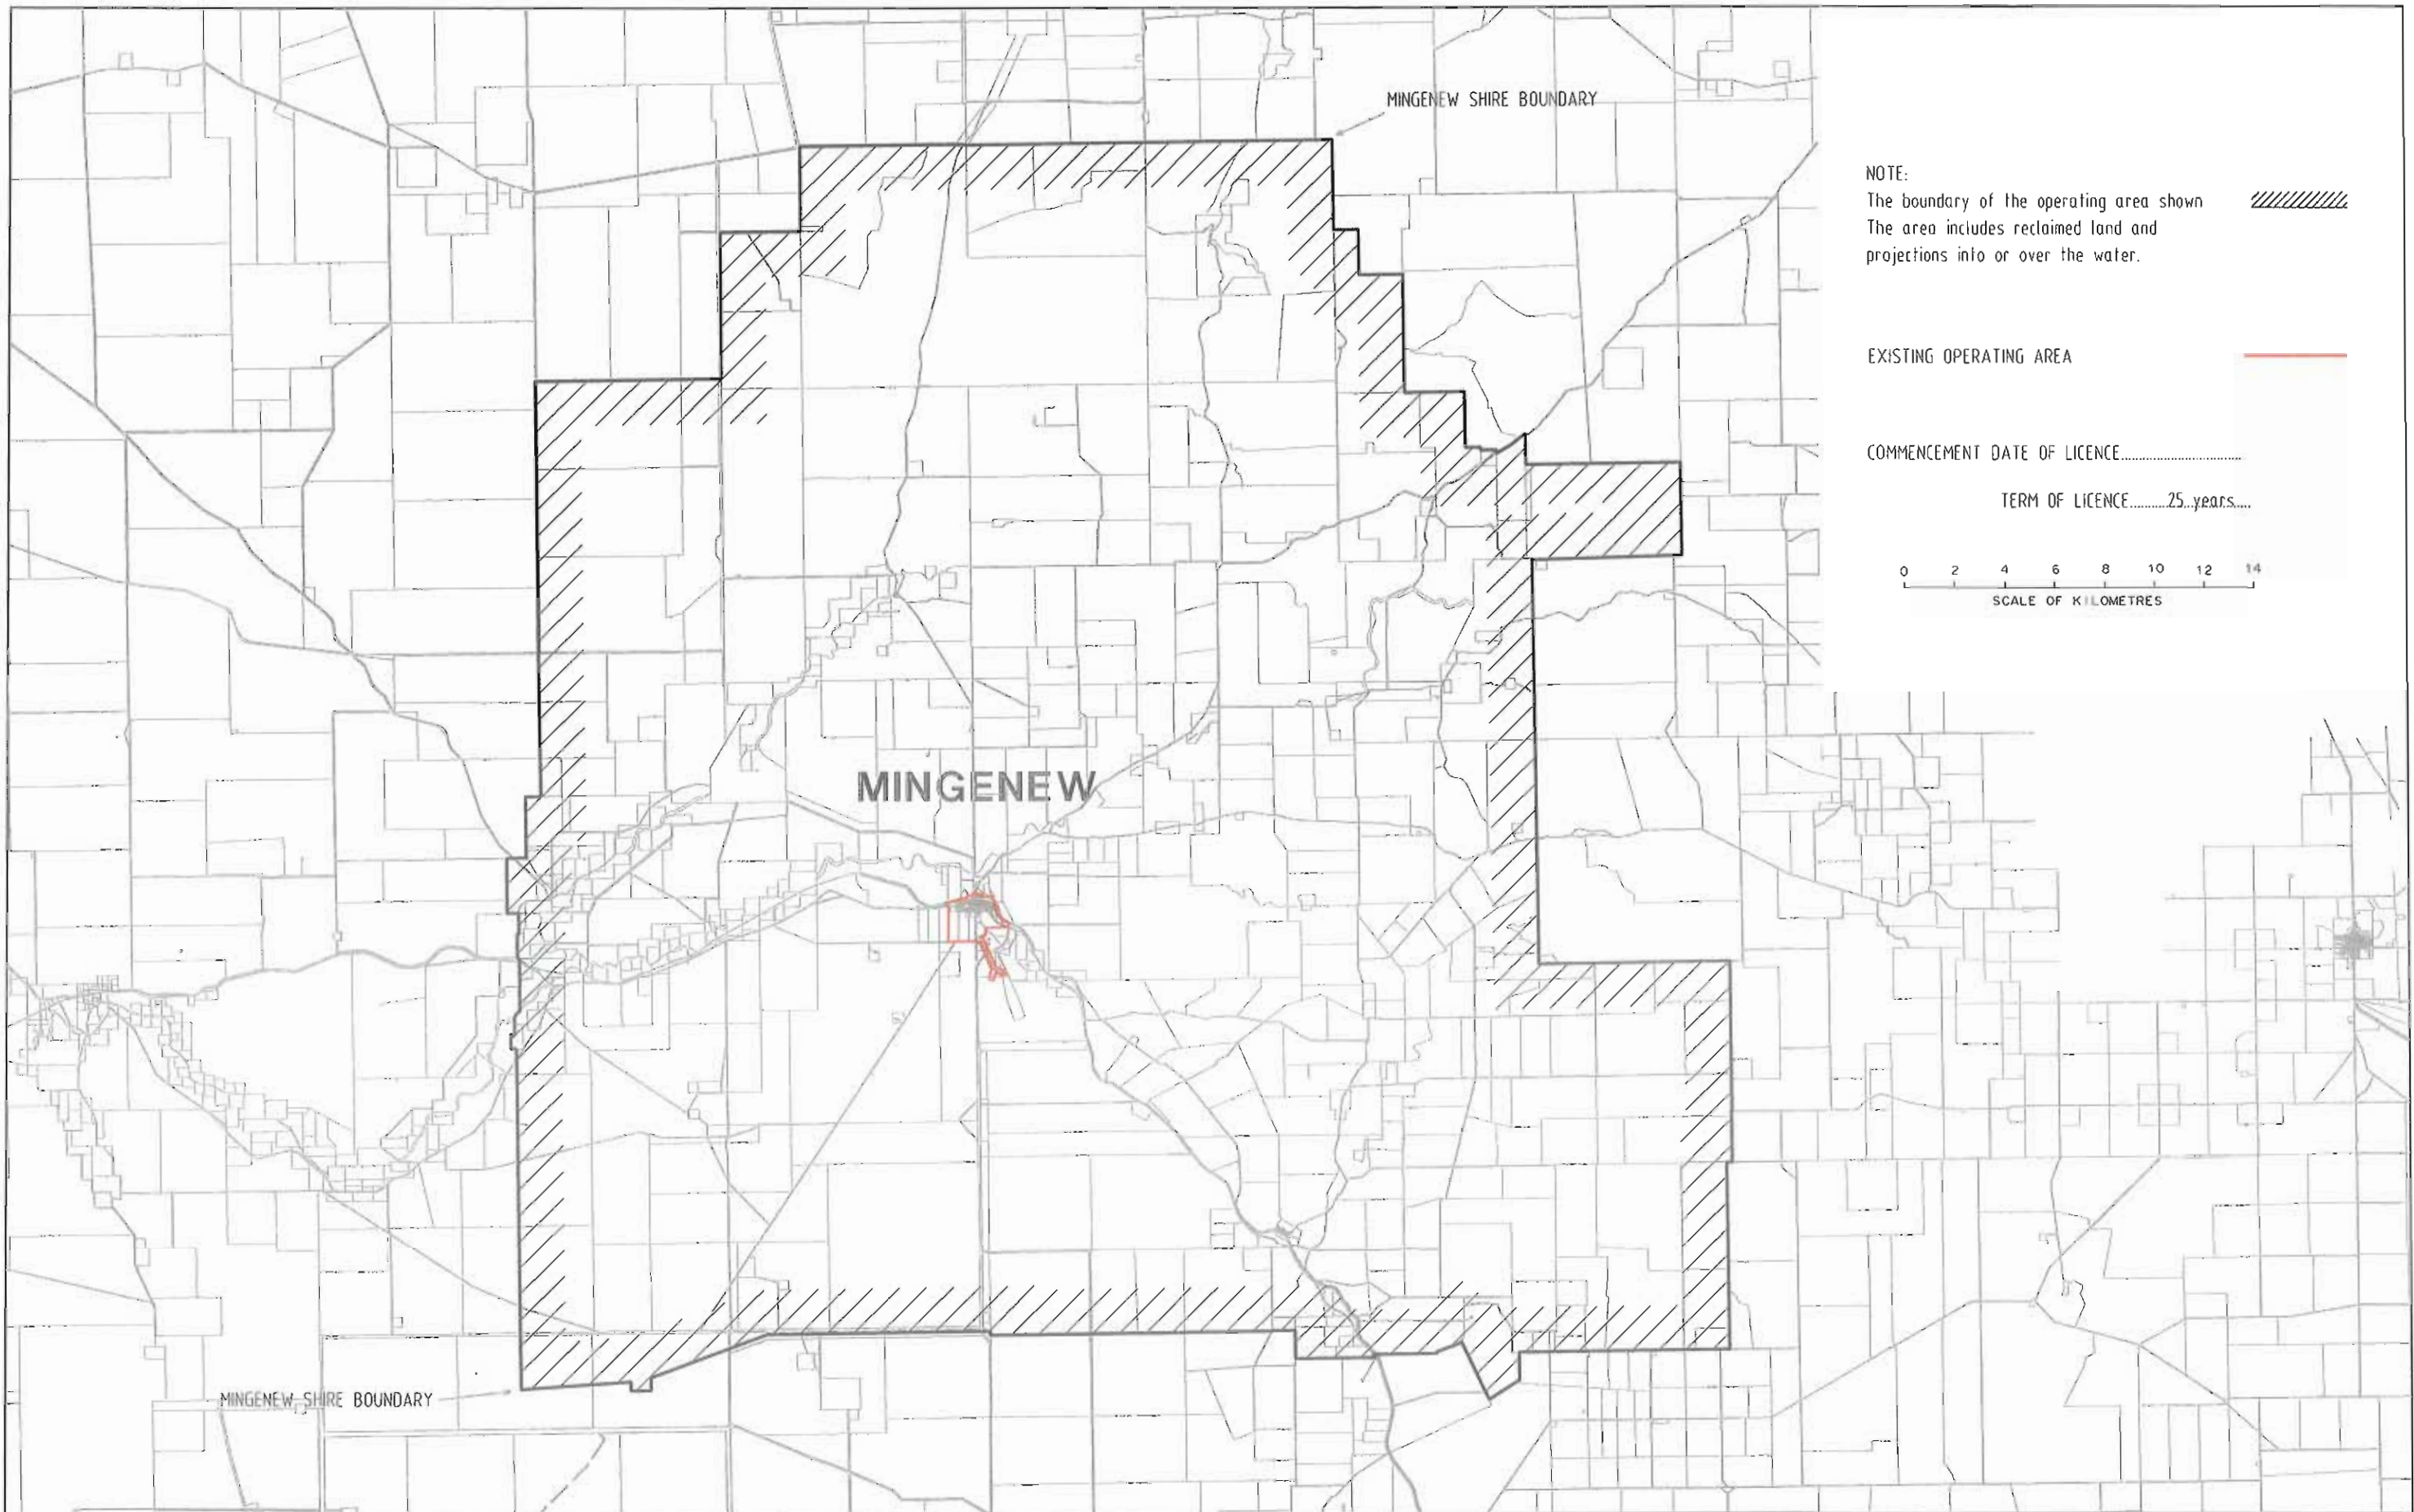 MINGENEW SHIRE BOUNDARY
NOTE:
The boundary of the operating area shown
The area includes reclaimed land and
projections into or over the water.
EXISTING OPERATING AREA
COMMENCEMENT DATE OF LICENCE..............................
TERM OF LICENCE..........25..years....
0 2 4 6 8 10 12 14
SCALE OF KILOMETRES
MINGENEW
MINGENEW SHIRE BOUNDARY